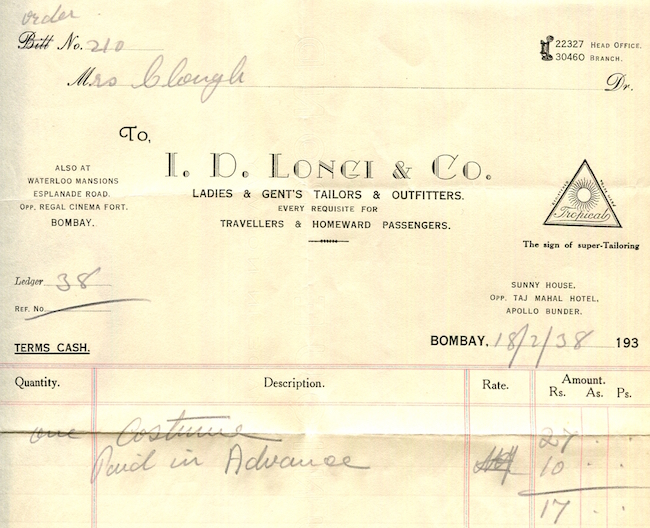 order
Bill No. 210
22327 HEAD OFFICE.
30460 BRANCH.
Mrs Clough
Dr.
To,
I. D. LONGI & Co.
LADIES & GENT'S TAILORS & OUTFITTERS.
EVERY REQUISITE FOR
TRAVELLERS & HOMEWARD PASSENGERS.
ALSO AT
WATERLOO MANSIONS
ESPLANADE ROAD.
OPP. REGAL CINEMA FORT.
BOMBAY.
Tropical
The sign of super-Tailoring
Ledger 38
REF. No.
SUNNY HOUSE,
OPP. TAJ MAHAL HOTEL,
APOLLO BUNDER.
TERMS CASH.
BOMBAY, 18/2/38 193
Quantity. Description. Rate. Amount.
Rs. As. Ps.
one Costume 27 . .
Paid in Advance 10 . .
17 . .